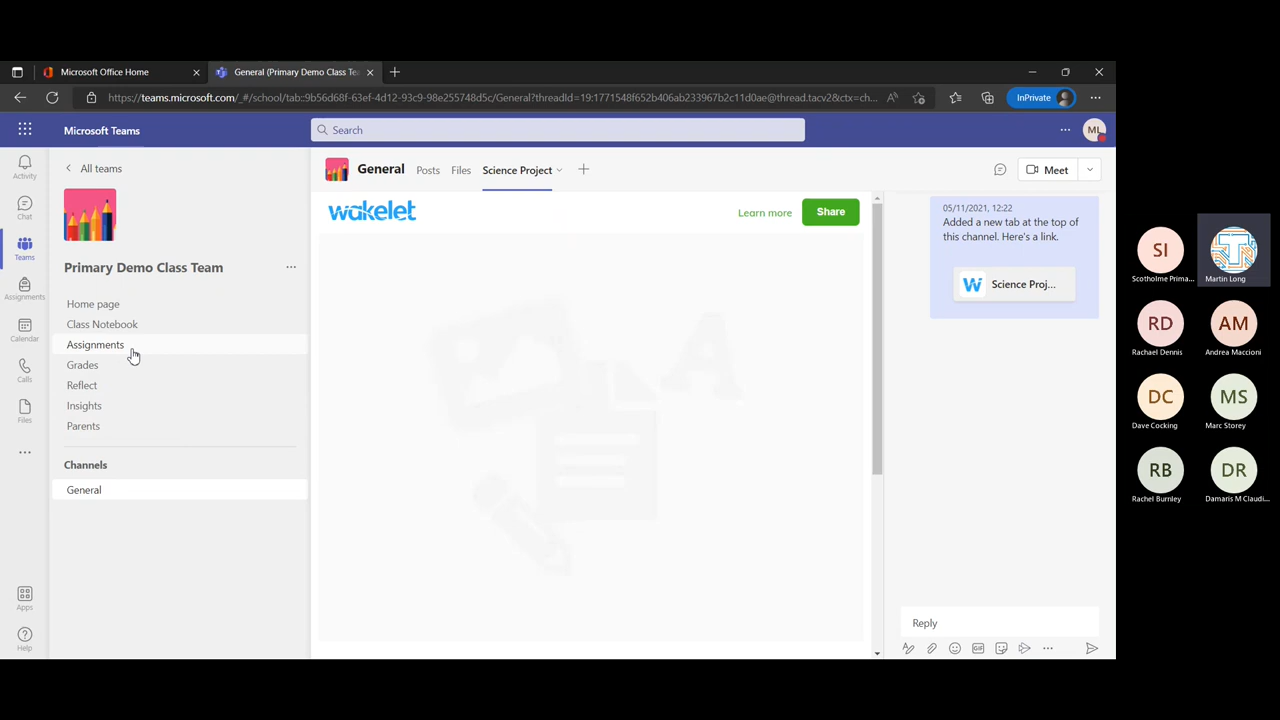 Microsoft Office Home
General (Primary Demo Class Tea
https://teams.microsoft.com/_#/school/tab::9b56d68f-63ef-4d12-93c9-98e255748d5c/General?threadId=19:1771548f652b406ab233967b2c11d0ae@thread.tacv2&ctx=ch...
InPrivate
Microsoft Teams
Search
ML
Activity
Chat
Teams
Assignments
Calendar
Calls
Files
Apps
Help
All teams
Primary Demo Class Team
Home page
Class Notebook
Assignments
Grades
Reflect
Insights
Parents
Channels
General
General
Posts
Files
Science Project
Meet
wakelet
Learn more
Share
05/11/2021, 12:22
Added a new tab at the top of
this channel. Here's a link.
Science Proj...
Reply
GIF
SI
Scotholme Prima...
Martin Long
RD
Rachael Dennis
AM
Andrea Maccioni
DC
Dave Cocking
MS
Marc Storey
RB
Rachel Burnley
DR
Damaris M Claudi...